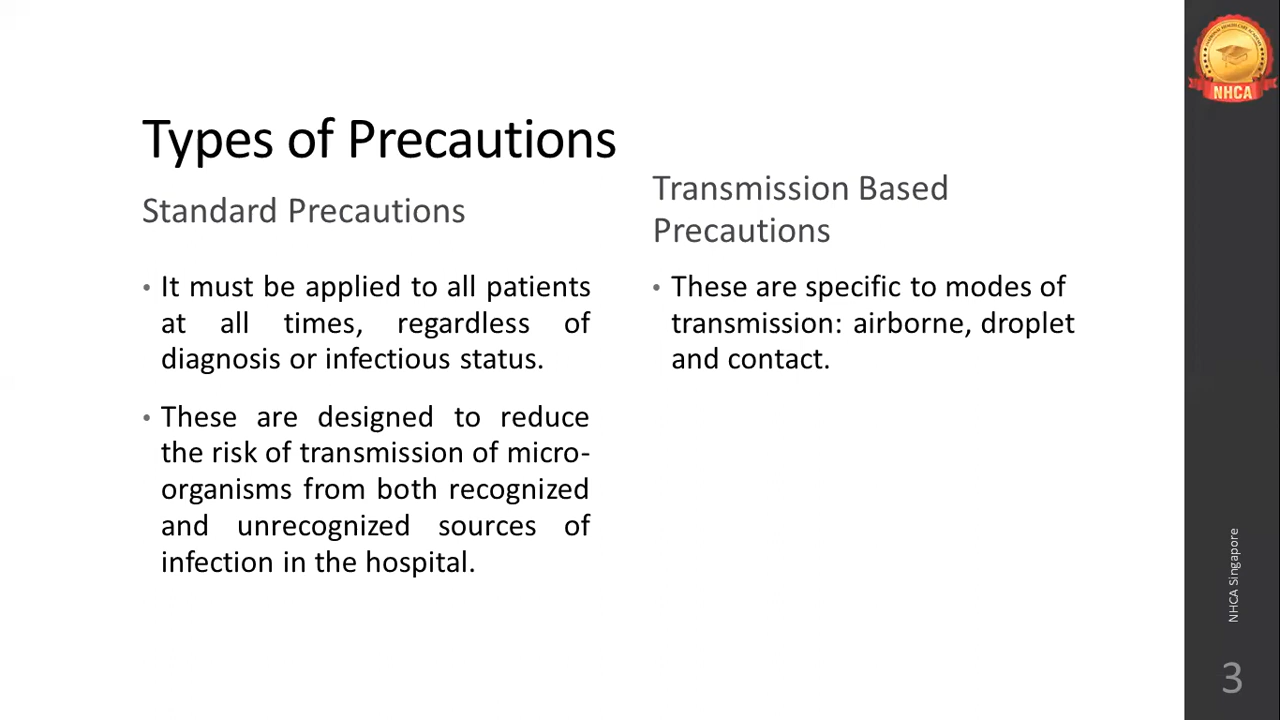 Types of Precautions
Standard Precautions
• It must be applied to all patients
at all times, regardless of
diagnosis or infectious status.
• These are designed to reduce
the risk of transmission of micro-
organisms from both recognized
and unrecognized sources of
infection in the hospital.
Transmission Based
Precautions
• These are specific to modes of
transmission: airborne, droplet
and contact.
NHCA
NHCA Singapore
3